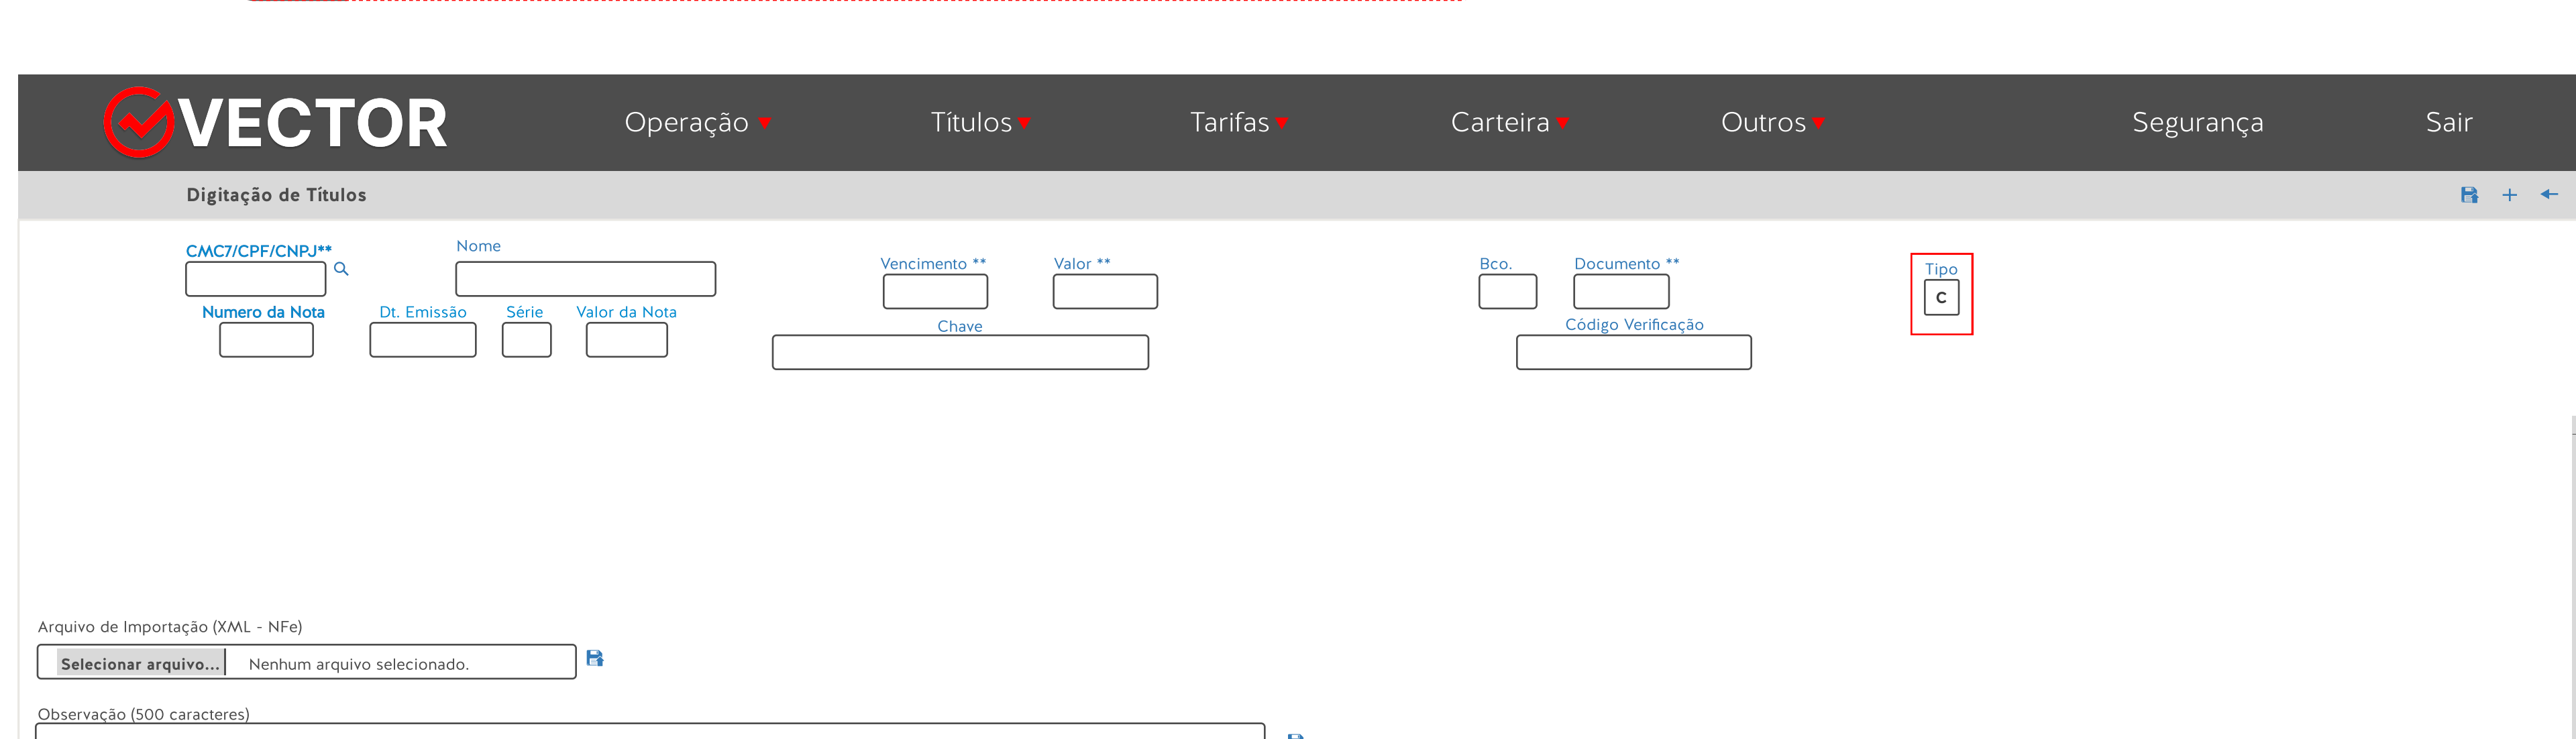 VECTOR
Operação Títulos Tarifas Carteira Outros Segurança Sair
Digitação de Títulos
CMC7/CPF/CNPJ** Nome Vencimento ** Valor ** Bco. Documento ** Tipo
C
Numero da Nota Dt. Emissão Série Valor da Nota Chave Código Verificação
Arquivo de Importação (XML - NFe)
Selecionar arquivo... Nenhum arquivo selecionado.
Observação (500 caracteres)